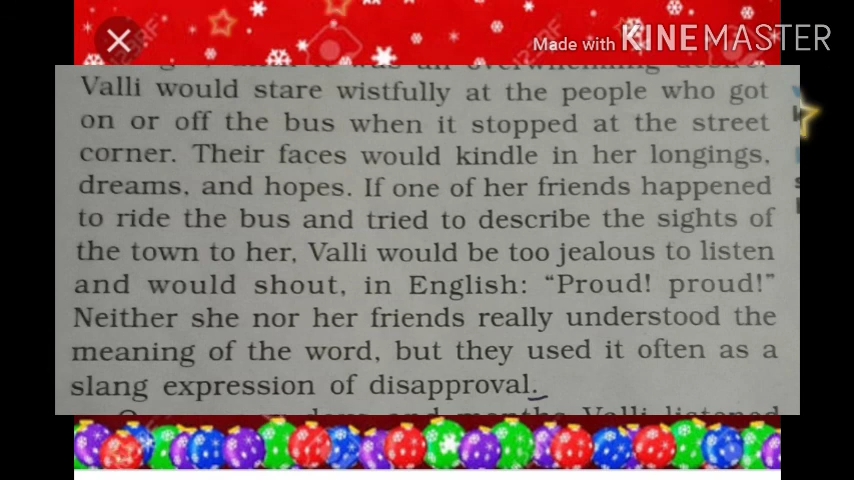 Made with KINEMASTER
Valli would stare wistfully at the people who got
on or off the bus when it stopped at the street
corner. Their faces would kindle in her longings,
dreams, and hopes. If one of her friends happened
to ride the bus and tried to describe the sights of
the town to her, Valli would be too jealous to listen
and would shout, in English: “Proud! proud!”
Neither she nor her friends really understood the
meaning of the word, but they used it often as a
slang expression of disapproval.
months Valli listened